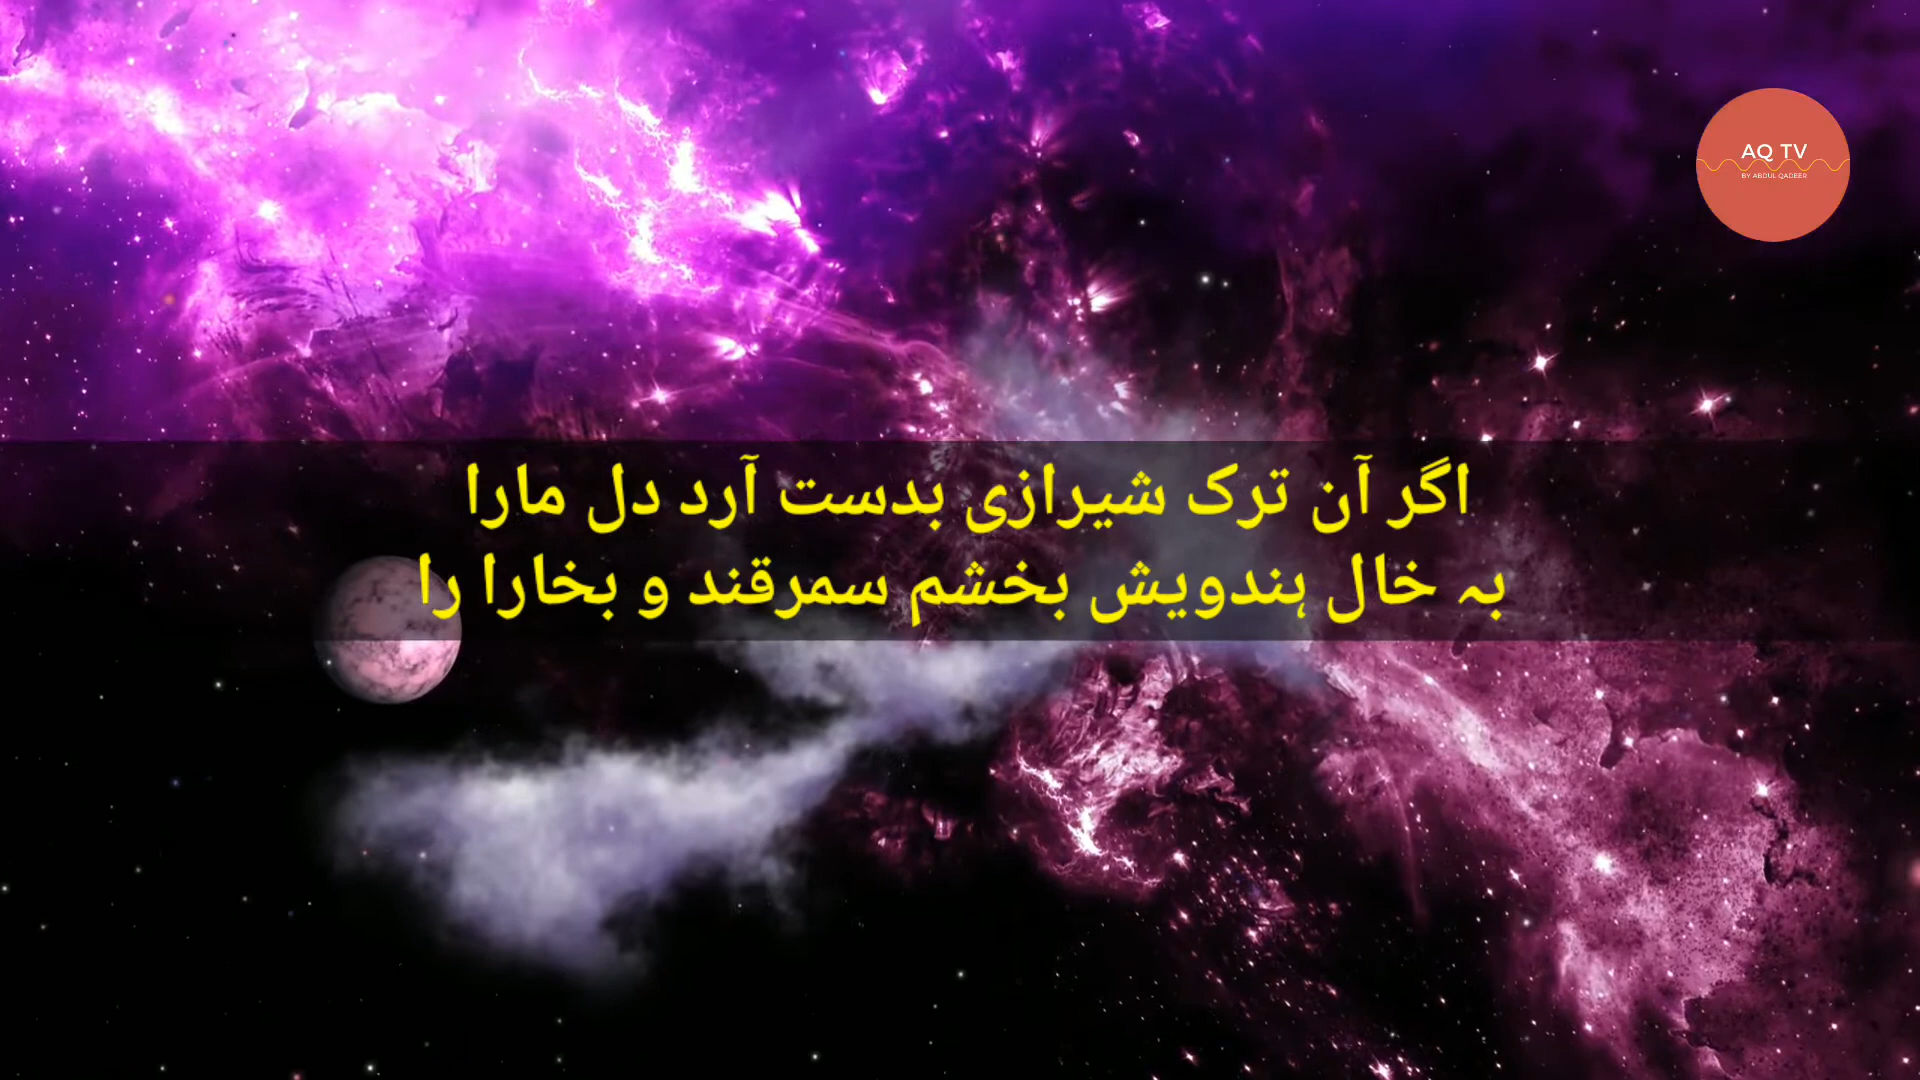 AQ TV
BY ABDUL QADEER
اگر آن ترک شیرازی بدست آرد دل مارا
بہ خال ہندویش بخشم سمرقند و بخارا را